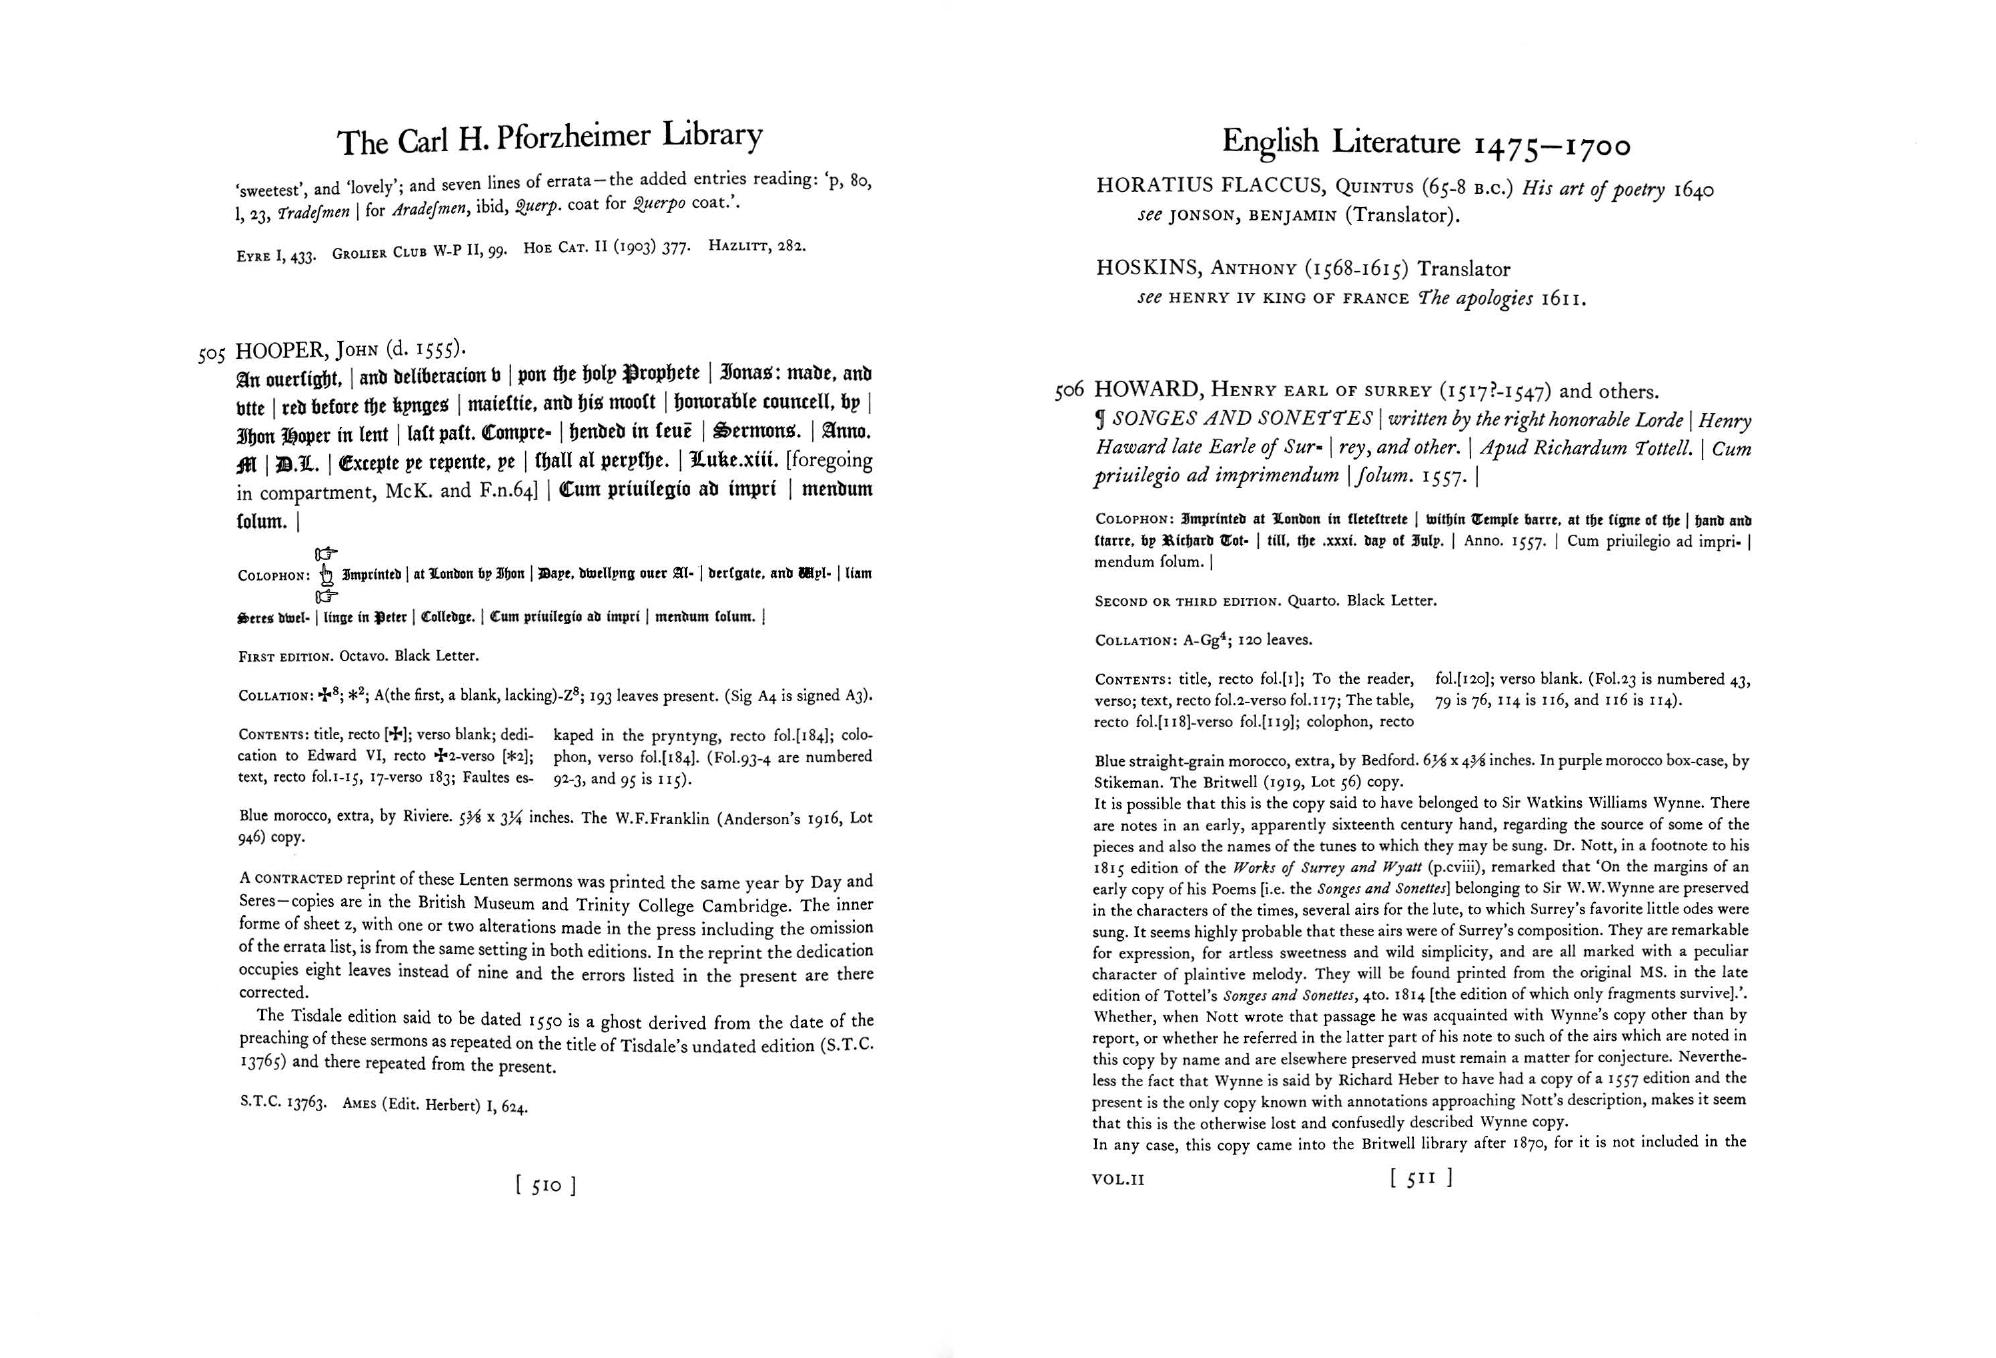 The Carl H. Pforzheimer Library
'sweetest', and 'lovely'; and seven lines of errata—the added entries reading: 'p, 80,
l, 23, Tradeſmen | for Aradeſmen, ibid, Querp. coat for Querpo coat.'.
EYRE I, 433. GROLIER CLUB W-P II, 99. HOE CAT. II (1903) 377. HAZLITT, 282.
505 HOOPER, JOHN (d. 1555).
An ouerſight, | and deliberacion v | pon the holy Prophete | Jonas: made, and
vtte | red before the kynges | maieſtie, and his mooſt | honorable councell, by |
Jhon Hoper in lent | laſt paſt. Compre- | hended in ſeuē | Sermons. | Anno.
M | D.L. | Excepte ye repente, ye | ſhall al peryſhe. | Luke.xiii. [foregoing
in compartment, McK. and F.n.64] | Cum priuilegio ad impri | mendum
ſolum. |
☞
COLOPHON: ☝ Imprinted | at London by Jhon | Daye, dwellyng ouer Al- | derſgate, and Wyl- | liam
☞
Seres dwel- | linge in Peter | Colledge. | Cum priuilegio ad impri | mendum ſolum. |
FIRST EDITION. Octavo. Black Letter.
COLLATION: ✠⁸; *²; A(the first, a blank, lacking)-Z⁸; 193 leaves present. (Sig A4 is signed A3).
CONTENTS: title, recto [✠]; verso blank; dedi-
cation to Edward VI, recto ✠2-verso [*2];
text, recto fol.1-15, 17-verso 183; Faultes es-
kaped in the pryntyng, recto fol.[184]; colo-
phon, verso fol.[184]. (Fol.93-4 are numbered
92-3, and 95 is 115).
Blue morocco, extra, by Riviere. 5⅜ x 3¼ inches. The W.F.Franklin (Anderson's 1916, Lot
946) copy.
A CONTRACTED reprint of these Lenten sermons was printed the same year by Day and
Seres—copies are in the British Museum and Trinity College Cambridge. The inner
forme of sheet z, with one or two alterations made in the press including the omission
of the errata list, is from the same setting in both editions. In the reprint the dedication
occupies eight leaves instead of nine and the errors listed in the present are there
corrected.
The Tisdale edition said to be dated 1550 is a ghost derived from the date of the
preaching of these sermons as repeated on the title of Tisdale's undated edition (S.T.C.
13765) and there repeated from the present.
S.T.C. 13763. AMES (Edit. Herbert) I, 624.
[ 510 ]
English Literature 1475—1700
HORATIUS FLACCUS, QUINTUS (65-8 B.C.) His art of poetry 1640
see JONSON, BENJAMIN (Translator).
HOSKINS, ANTHONY (1568-1615) Translator
see HENRY IV KING OF FRANCE The apologies 1611.
506 HOWARD, HENRY EARL OF SURREY (1517?-1547) and others.
¶ SONGES AND SONETTES | written by the right honorable Lorde | Henry
Haward late Earle of Sur- | rey, and other. | Apud Richardum Tottell. | Cum
priuilegio ad imprimendum | ſolum. 1557. |
COLOPHON: Imprinted at London in fleteſtrete | within Temple barre, at the ſigne of the | hand and
ſtarre, by Richard Tot- | till, the .xxxi. day of July. | Anno. 1557. | Cum priuilegio ad impri- |
mendum ſolum. |
SECOND OR THIRD EDITION. Quarto. Black Letter.
COLLATION: A-Gg⁴; 120 leaves.
CONTENTS: title, recto fol.[1]; To the reader,
verso; text, recto fol.2-verso fol.117; The table,
recto fol.[118]-verso fol.[119]; colophon, recto
fol.[120]; verso blank. (Fol.23 is numbered 43,
79 is 76, 114 is 116, and 116 is 114).
Blue straight-grain morocco, extra, by Bedford. 6⅞ x 4⅜ inches. In purple morocco box-case, by
Stikeman. The Britwell (1919, Lot 56) copy.
It is possible that this is the copy said to have belonged to Sir Watkins Williams Wynne. There
are notes in an early, apparently sixteenth century hand, regarding the source of some of the
pieces and also the names of the tunes to which they may be sung. Dr. Nott, in a footnote to his
1815 edition of the Works of Surrey and Wyatt (p.cviii), remarked that 'On the margins of an
early copy of his Poems [i.e. the Songes and Sonettes] belonging to Sir W.W.Wynne are preserved
in the characters of the times, several airs for the lute, to which Surrey's favorite little odes were
sung. It seems highly probable that these airs were of Surrey's composition. They are remarkable
for expression, for artless sweetness and wild simplicity, and are all marked with a peculiar
character of plaintive melody. They will be found printed from the original MS. in the late
edition of Tottel's Songes and Sonettes, 4to. 1814 [the edition of which only fragments survive].'.
Whether, when Nott wrote that passage he was acquainted with Wynne's copy other than by
report, or whether he referred in the latter part of his note to such of the airs which are noted in
this copy by name and are elsewhere preserved must remain a matter for conjecture. Neverthe-
less the fact that Wynne is said by Richard Heber to have had a copy of a 1557 edition and the
present is the only copy known with annotations approaching Nott's description, makes it seem
that this is the otherwise lost and confusedly described Wynne copy.
In any case, this copy came into the Britwell library after 1870, for it is not included in the
VOL.II [ 511 ]